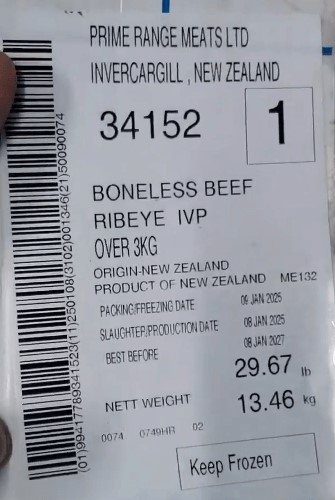 PRIME RANGE MEATS LTD
INVERCARGILL , NEW ZEALAND
34152
1
BONELESS BEEF
RIBEYE IVP
OVER 3KG
ORIGIN-NEW ZEALAND
PRODUCT OF NEW ZEALAND ME132
PACKING/FREEZING DATE 09 JAN 2025
SLAUGHTER/PRODUCTION DATE 08 JAN 2025
BEST BEFORE 08 JAN 2027
29.67 lb
NETT WEIGHT 13.46 kg
0074 0749HR 02
Keep Frozen
(01)99417789341523(11)250108(3102)001346(21)50090074